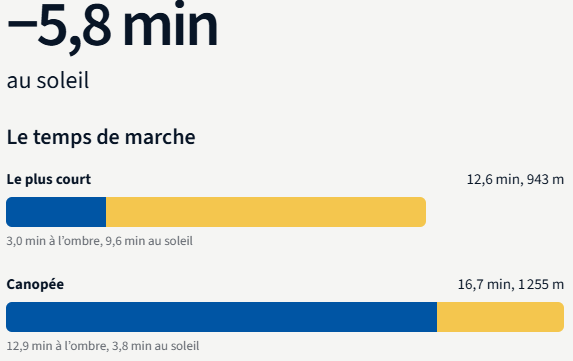 −5,8 min
au soleil
Le temps de marche
Le plus court
12,6 min, 943 m
3,0 min à l’ombre, 9,6 min au soleil
Canopée
16,7 min, 1 255 m
12,9 min à l’ombre, 3,8 min au soleil